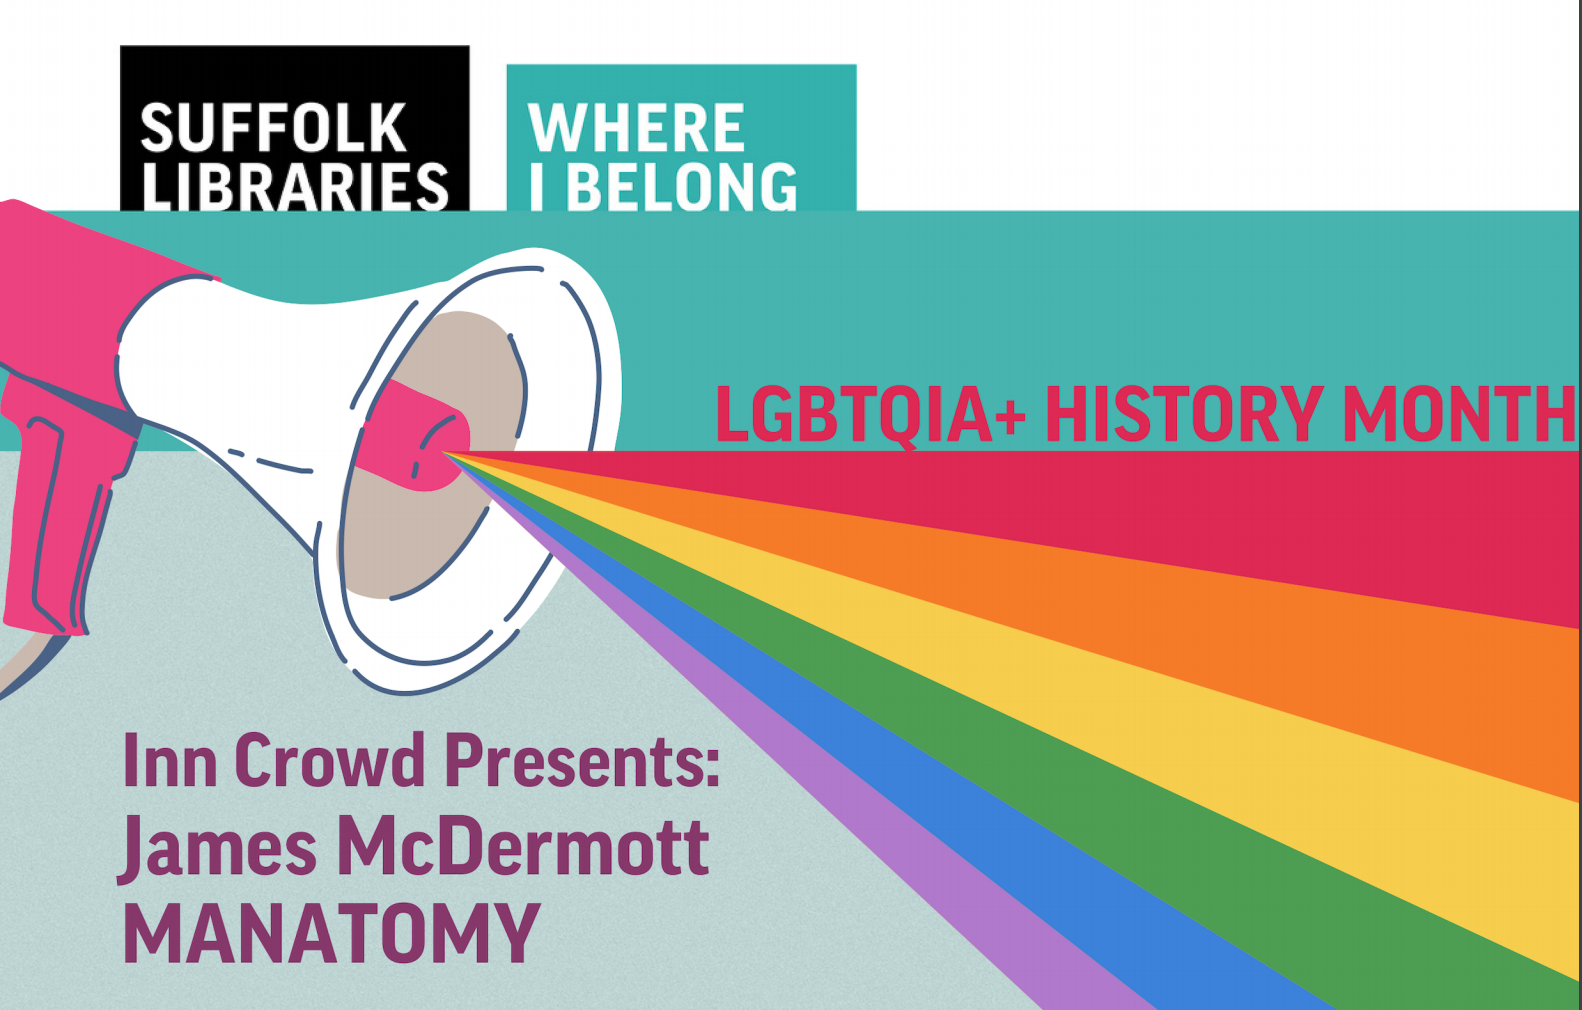 SUFFOLK
LIBRARIES
WHERE
I BELONG
LGBTQIA+ HISTORY MONTH
Inn Crowd Presents:
James McDermott
MANATOMY